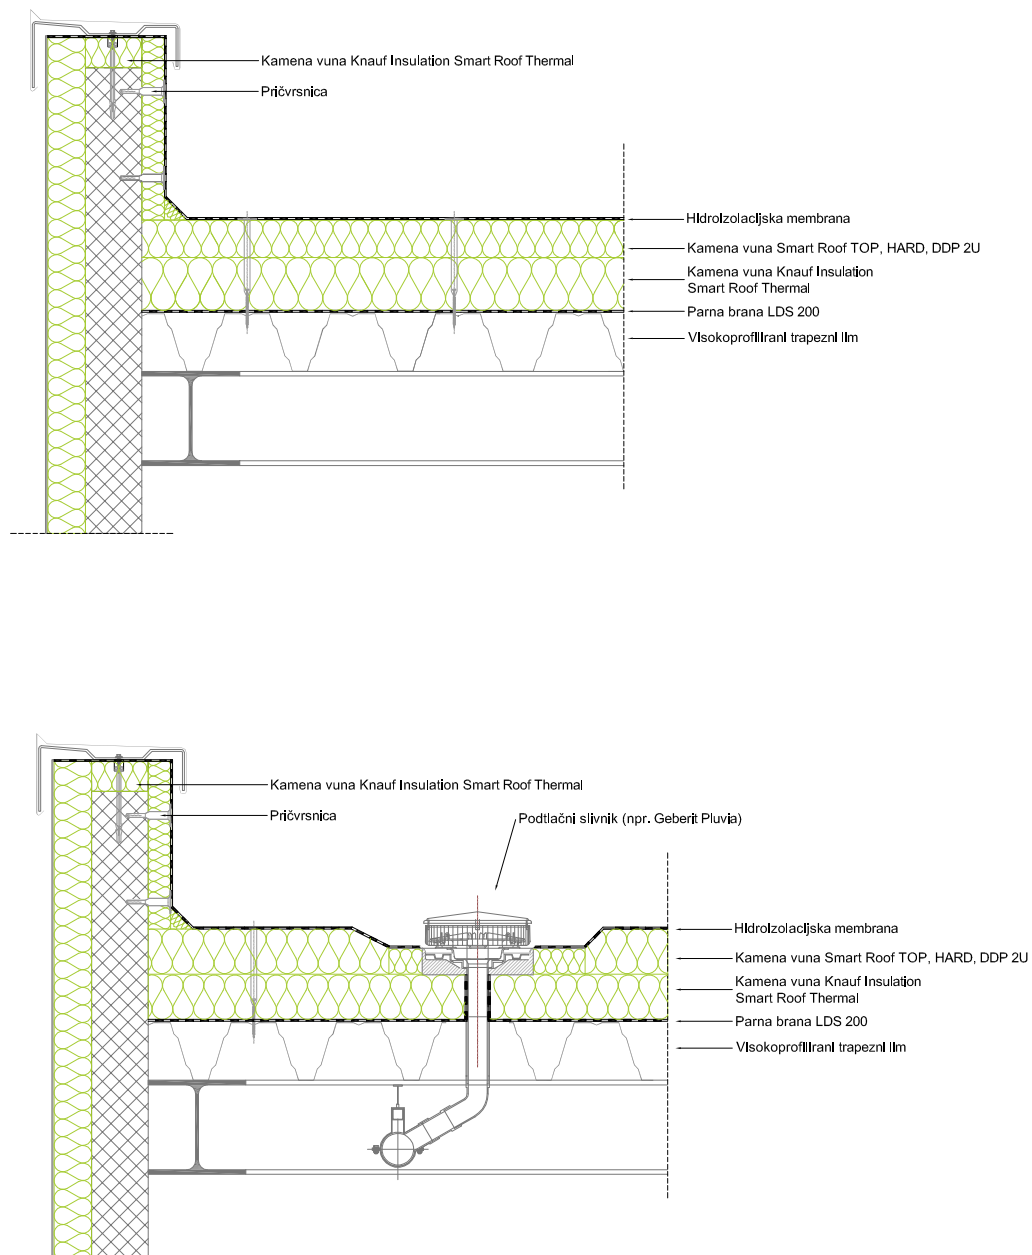 Kamena vuna Knauf Insulation Smart Roof Thermal
Pričvrsnica
Hidroizolacijska membrana
Kamena vuna Smart Roof TOP, HARD, DDP 2U
Kamena vuna Knauf Insulation
Smart Roof Thermal
Parna brana LDS 200
Visokoprofilirani trapezni lim
Kamena vuna Knauf Insulation Smart Roof Thermal
Pričvrsnica
Podtlačni slivnik (npr. Geberit Pluvia)
Hidroizolacijska membrana
Kamena vuna Smart Roof TOP, HARD, DDP 2U
Kamena vuna Knauf Insulation
Smart Roof Thermal
Parna brana LDS 200
Visokoprofilirani trapezni lim